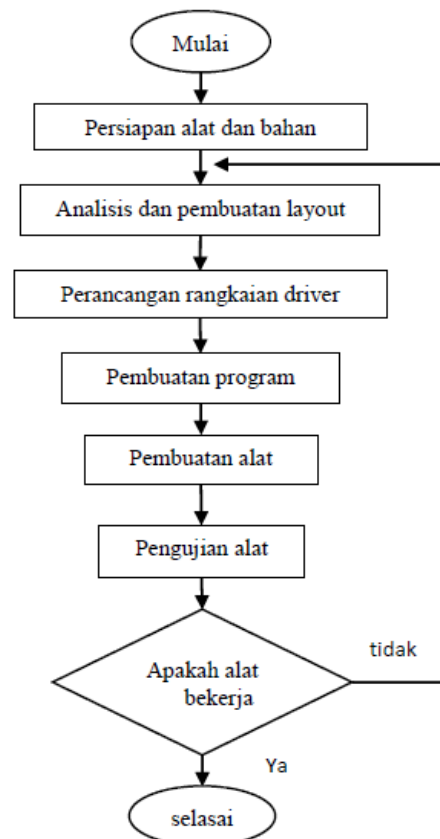 Mulai
Persiapan alat dan bahan
Analisis dan pembuatan layout
Perancangan rangkaian driver
Pembuatan program
Pembuatan alat
Pengujian alat
Apakah alat
bekerja
tidak
Ya
selasai